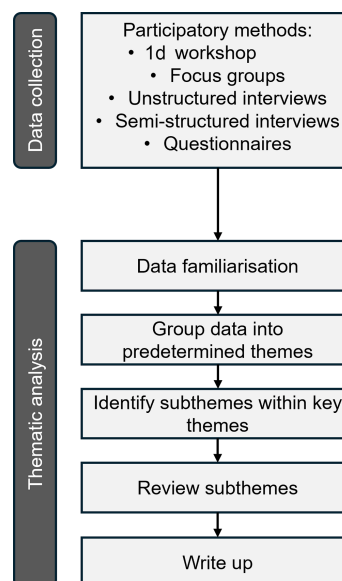 Data collection
Participatory methods:
• 1d workshop
• Focus groups
• Unstructured interviews
• Semi-structured interviews
• Questionnaires
Thematic analysis
Data familiarisation
Group data into
predetermined themes
Identify subthemes within key
themes
Review subthemes
Write up